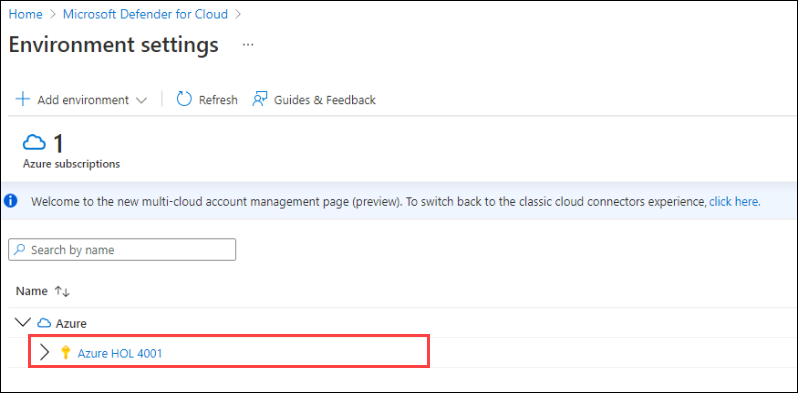 Home > Microsoft Defender for Cloud >
Environment settings ...
Add environment Refresh Guides & Feedback
1
Azure subscriptions
Welcome to the new multi-cloud account management page (preview). To switch back to the classic cloud connectors experience, click here.
Search by name
Name ↑↓
Azure
Azure HOL 4001